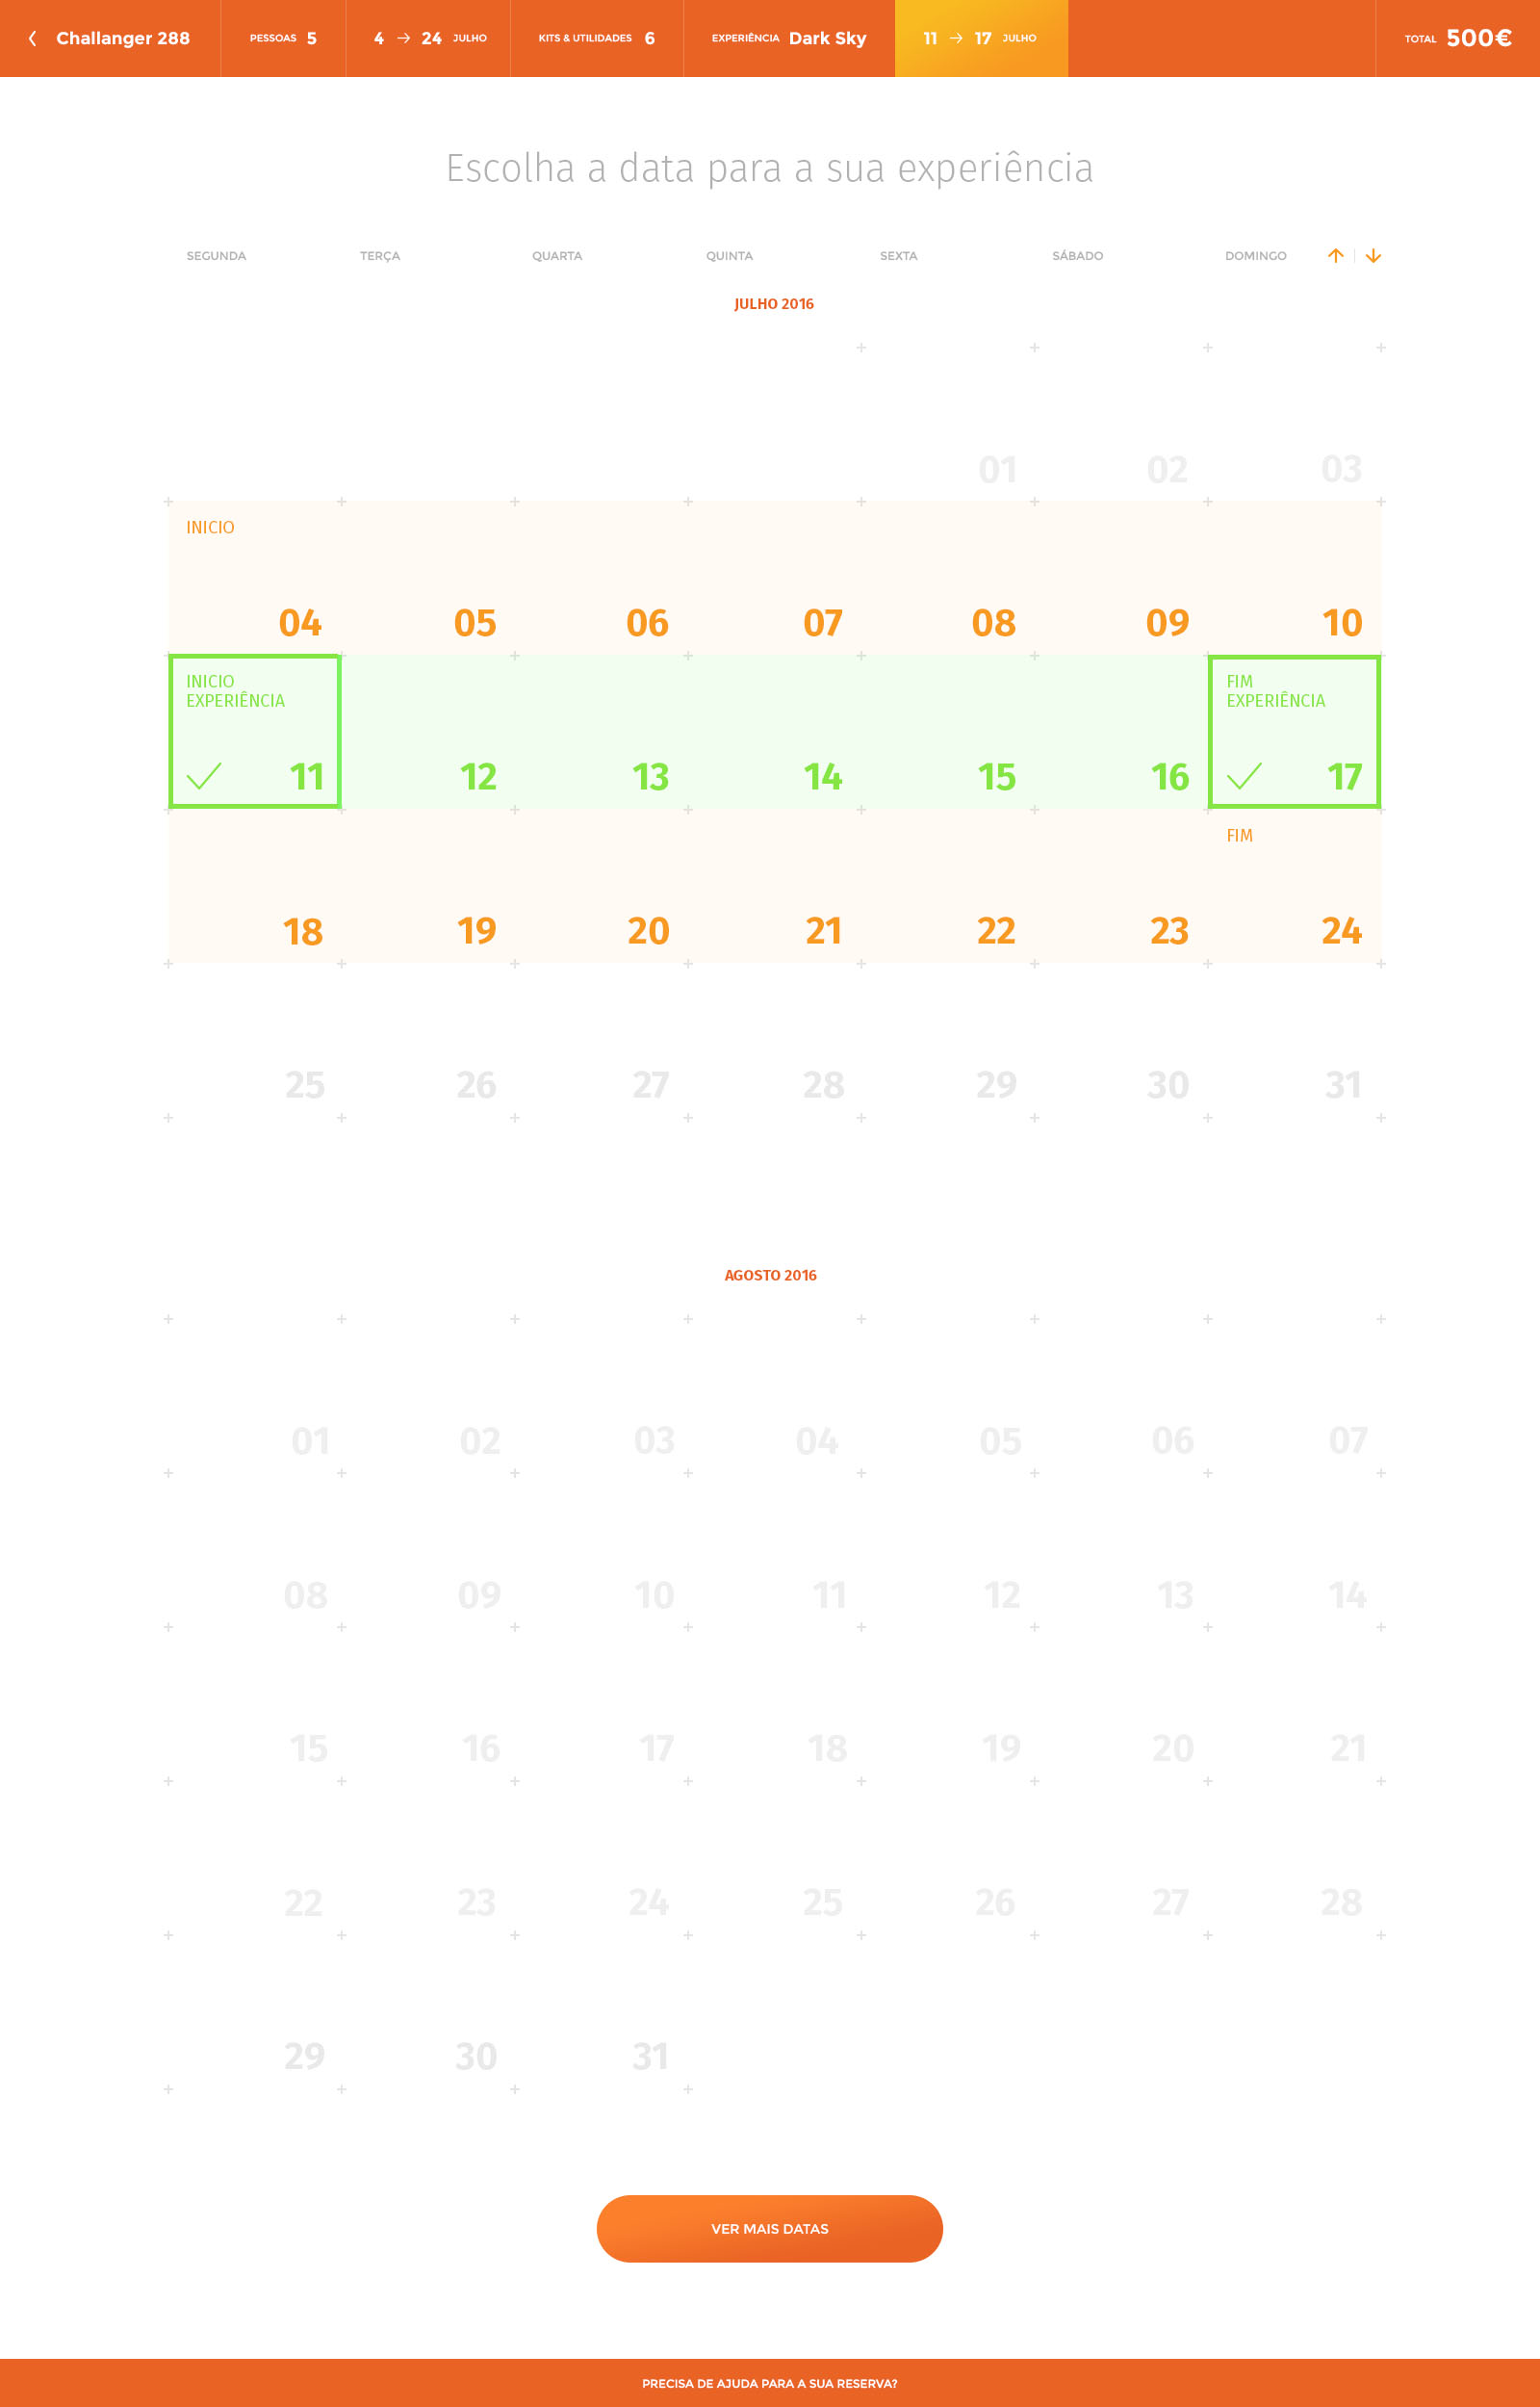 Challanger 288 PESSOAS 5 4 → 24 JULHO KITS & UTILIDADES 6 EXPERIÊNCIA Dark Sky 11 → 17 JULHO TOTAL 500€
Escolha a data para a sua experiência
SEGUNDA TERÇA QUARTA QUINTA SEXTA SÁBADO DOMINGO
JULHO 2016
01 02 03
INICIO
04 05 06 07 08 09 10
INICIO FIM
EXPERIÊNCIA EXPERIÊNCIA
11 12 13 14 15 16 17
FIM
18 19 20 21 22 23 24
25 26 27 28 29 30 31
AGOSTO 2016
01 02 03 04 05 06 07
08 09 10 11 12 13 14
15 16 17 18 19 20 21
22 23 24 25 26 27 28
29 30 31
VER MAIS DATAS
PRECISA DE AJUDA PARA A SUA RESERVA?